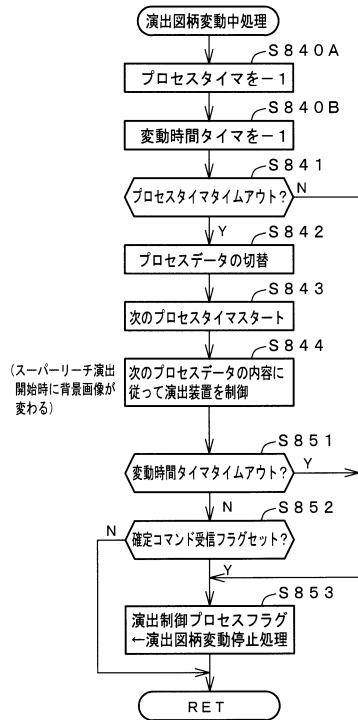 演出図柄変動中処理
S840A
プロセスタイマを－1
S840B
変動時間タイマを－1
S841
プロセスタイマタイムアウト?
N
Y
S842
プロセスデータの切替
S843
次のプロセスタイマスタート
S844
(スーパーリーチ演出
開始時に背景画像が
変わる)
次のプロセスデータの内容に
従って演出装置を制御
S851
変動時間タイマタイムアウト?
Y
N
S852
N
確定コマンド受信フラグセット?
Y
S853
演出制御プロセスフラグ
←演出図柄変動停止処理
RET